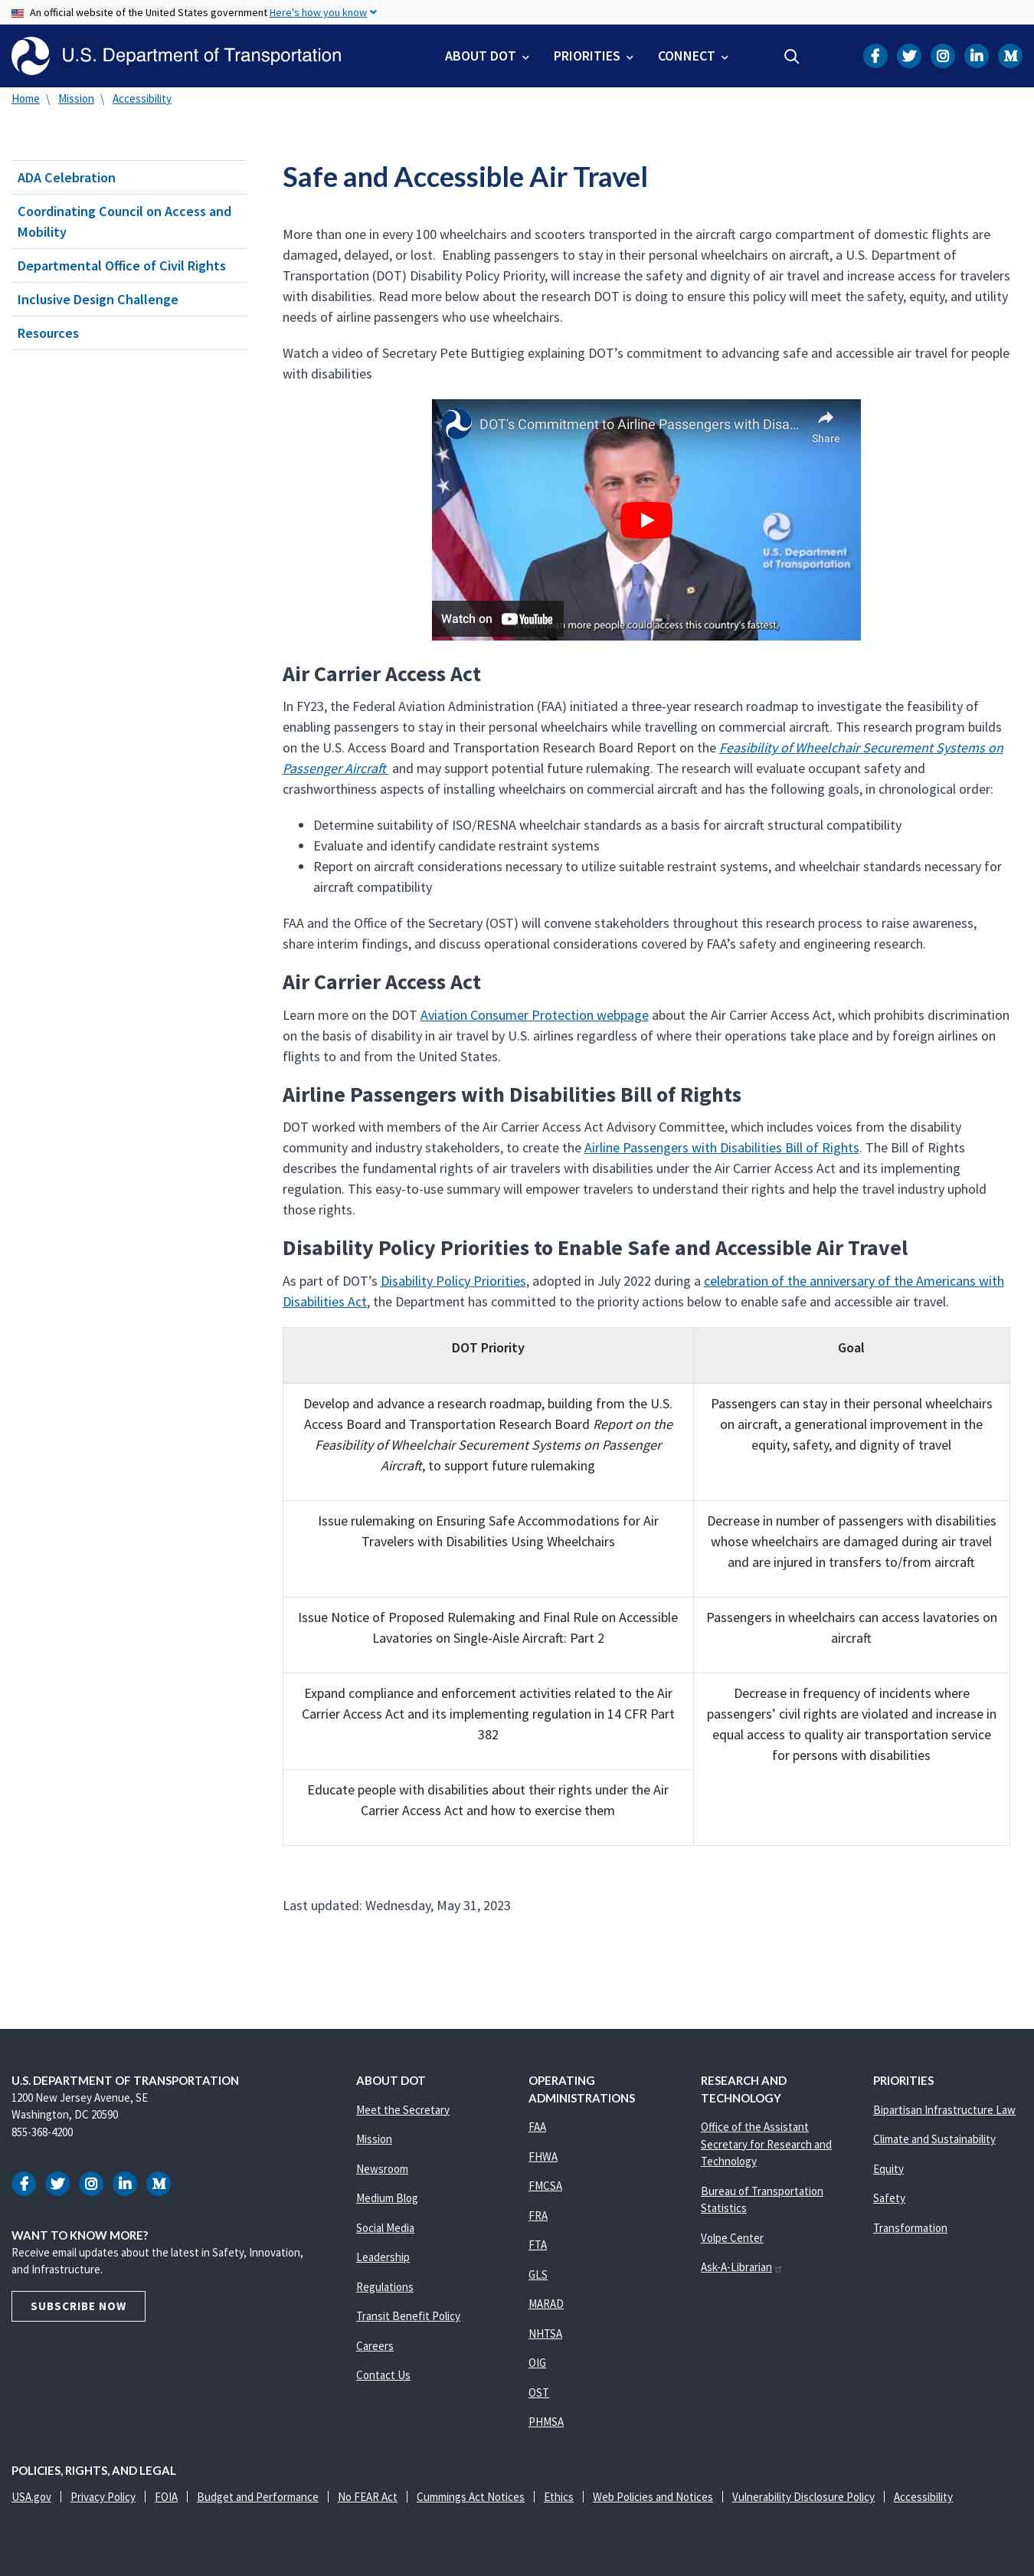 An official website of the United States government Here's how you know
U.S. Department of Transportation
ABOUT DOT PRIORITIES CONNECT
Home \ Mission \ Accessibility
ADA Celebration
Coordinating Council on Access and
Mobility
Departmental Office of Civil Rights
Inclusive Design Challenge
Resources
Safe and Accessible Air Travel
More than one in every 100 wheelchairs and scooters transported in the aircraft cargo compartment of domestic flights are
damaged, delayed, or lost. Enabling passengers to stay in their personal wheelchairs on aircraft, a U.S. Department of
Transportation (DOT) Disability Policy Priority, will increase the safety and dignity of air travel and increase access for travelers
with disabilities. Read more below about the research DOT is doing to ensure this policy will meet the safety, equity, and utility
needs of airline passengers who use wheelchairs.
Watch a video of Secretary Pete Buttigieg explaining DOT’s commitment to advancing safe and accessible air travel for people
with disabilities
DOT's Commitment to Airline Passengers with Disa...
Share
U.S. Department
of Transportation
Watch on YouTube
more people could access this country's fastest,
Air Carrier Access Act
In FY23, the Federal Aviation Administration (FAA) initiated a three-year research roadmap to investigate the feasibility of
enabling passengers to stay in their personal wheelchairs while travelling on commercial aircraft. This research program builds
on the U.S. Access Board and Transportation Research Board Report on the Feasibility of Wheelchair Securement Systems on
Passenger Aircraft and may support potential future rulemaking. The research will evaluate occupant safety and
crashworthiness aspects of installing wheelchairs on commercial aircraft and has the following goals, in chronological order:
• Determine suitability of ISO/RESNA wheelchair standards as a basis for aircraft structural compatibility
• Evaluate and identify candidate restraint systems
• Report on aircraft considerations necessary to utilize suitable restraint systems, and wheelchair standards necessary for
aircraft compatibility
FAA and the Office of the Secretary (OST) will convene stakeholders throughout this research process to raise awareness,
share interim findings, and discuss operational considerations covered by FAA’s safety and engineering research.
Air Carrier Access Act
Learn more on the DOT Aviation Consumer Protection webpage about the Air Carrier Access Act, which prohibits discrimination
on the basis of disability in air travel by U.S. airlines regardless of where their operations take place and by foreign airlines on
flights to and from the United States.
Airline Passengers with Disabilities Bill of Rights
DOT worked with members of the Air Carrier Access Act Advisory Committee, which includes voices from the disability
community and industry stakeholders, to create the Airline Passengers with Disabilities Bill of Rights. The Bill of Rights
describes the fundamental rights of air travelers with disabilities under the Air Carrier Access Act and its implementing
regulation. This easy-to-use summary will empower travelers to understand their rights and help the travel industry uphold
those rights.
Disability Policy Priorities to Enable Safe and Accessible Air Travel
As part of DOT’s Disability Policy Priorities, adopted in July 2022 during a celebration of the anniversary of the Americans with
Disabilities Act, the Department has committed to the priority actions below to enable safe and accessible air travel.
DOT Priority
Goal
Develop and advance a research roadmap, building from the U.S.
Access Board and Transportation Research Board Report on the
Feasibility of Wheelchair Securement Systems on Passenger
Aircraft, to support future rulemaking
Passengers can stay in their personal wheelchairs
on aircraft, a generational improvement in the
equity, safety, and dignity of travel
Issue rulemaking on Ensuring Safe Accommodations for Air
Travelers with Disabilities Using Wheelchairs
Decrease in number of passengers with disabilities
whose wheelchairs are damaged during air travel
and are injured in transfers to/from aircraft
Issue Notice of Proposed Rulemaking and Final Rule on Accessible
Lavatories on Single-Aisle Aircraft: Part 2
Passengers in wheelchairs can access lavatories on
aircraft
Expand compliance and enforcement activities related to the Air
Carrier Access Act and its implementing regulation in 14 CFR Part
382
Decrease in frequency of incidents where
passengers’ civil rights are violated and increase in
equal access to quality air transportation service
for persons with disabilities
Educate people with disabilities about their rights under the Air
Carrier Access Act and how to exercise them
Last updated: Wednesday, May 31, 2023
U.S. DEPARTMENT OF TRANSPORTATION
1200 New Jersey Avenue, SE
Washington, DC 20590
855-368-4200
WANT TO KNOW MORE?
Receive email updates about the latest in Safety, Innovation,
and Infrastructure.
SUBSCRIBE NOW
ABOUT DOT
Meet the Secretary
Mission
Newsroom
Medium Blog
Social Media
Leadership
Regulations
Transit Benefit Policy
Careers
Contact Us
OPERATING
ADMINISTRATIONS
FAA
FHWA
FMCSA
FRA
FTA
GLS
MARAD
NHTSA
OIG
OST
PHMSA
RESEARCH AND
TECHNOLOGY
Office of the Assistant
Secretary for Research and
Technology
Bureau of Transportation
Statistics
Volpe Center
Ask-A-Librarian
PRIORITIES
Bipartisan Infrastructure Law
Climate and Sustainability
Equity
Safety
Transformation
POLICIES, RIGHTS, AND LEGAL
USA.gov | Privacy Policy | FOIA | Budget and Performance | No FEAR Act | Cummings Act Notices | Ethics | Web Policies and Notices | Vulnerability Disclosure Policy | Accessibility